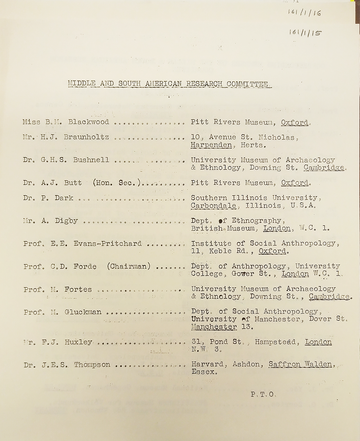 161/1/16
161/1/15
MIDDLE AND SOUTH AMERICAN RESEARCH COMMITTEE
Miss B.M. Blackwood ................ Pitt Rivers Museum, Oxford.
Mr. H.J. Braunholtz ................ 10, Avenue St. Nicholas,
Harpenden, Herts.
Dr. G.H.S. Bushnell ................ University Museum of Archaeology
& Ethnology, Downing St. Cambridge.
Dr. A.J. Butt (Hon. Sec.).......... Pitt Rivers Museum, Oxford.
Dr. P. Dark ................ Southern Illinois University,
Carbondale, Illinois, U.S.A.
Mr. A. Digby ................ Dept. of Ethnography,
British Museum, London, W.C. 1.
Prof. E.E. Evans-Pritchard ........ Institute of Social Anthropology,
11, Keble Rd., Oxford.
Prof. C.D. Forde (Chairman) ....... Dept. of Anthropology, University
College, Gower St., London W.C. 1.
Prof. M. Fortes ................ University Museum of Archaeology
& Ethnology, Downing St., Cambridge.
Prof. M. Gluckman ................ Dept. of Social Anthropology,
University of Manchester, Dover St.
Manchester 13.
Mr. F.J. Huxley ................ 31, Pond St., Hampstead, London
N.W. 3.
Dr. J.E.S. Thompson ................ Harvard, Ashdon, Saffron Walden,
Essex.
P.T.O.